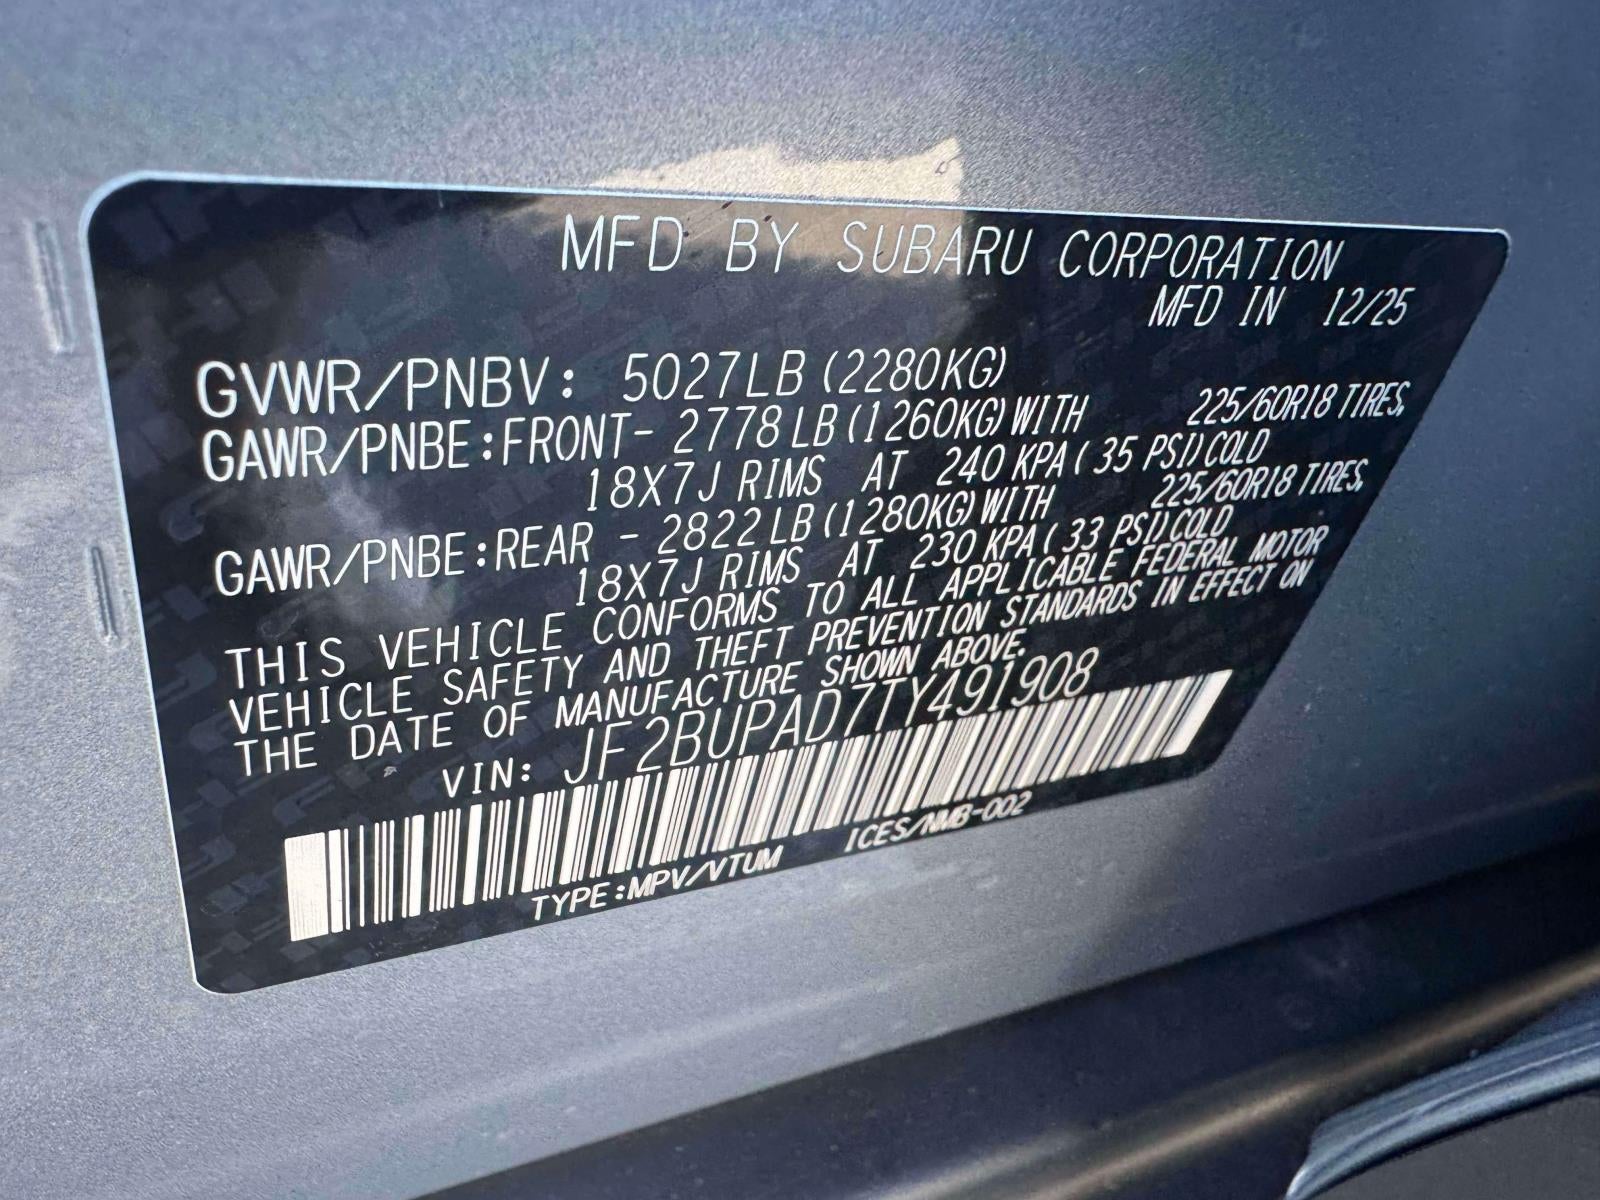 MFD BY SUBARU CORPORATION
MFD IN 12/25
GVWR/PNBV: 5027LB (2280KG)
GAWR/PNBE:FRONT- 2778LB (1260KG) WITH 225/60R18 TIRES,
18X7J RIMS AT 240 KPA ( 35 PSI) COLD
GAWR/PNBE:REAR - 2822LB (1280KG) WITH 225/60R18 TIRES,
18X7J RIMS AT 230 KPA ( 33 PSI) COLD
THIS VEHICLE CONFORMS TO ALL APPLICABLE FEDERAL MOTOR
VEHICLE SAFETY AND THEFT PREVENTION STANDARDS IN EFFECT ON
THE DATE OF MANUFACTURE SHOWN ABOVE.
VIN: JF2BUPAD7TY491908
TYPE:MPV/VTUM ICES/NMB-002